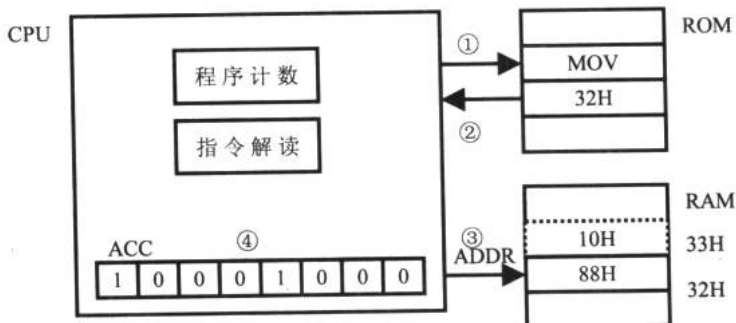 CPU
程序计数
指令解读
ACC
④
1 0 0 0 1 0 0 0
①
②
③
ADDR
ROM
MOV
32H
RAM
10H
33H
88H
32H